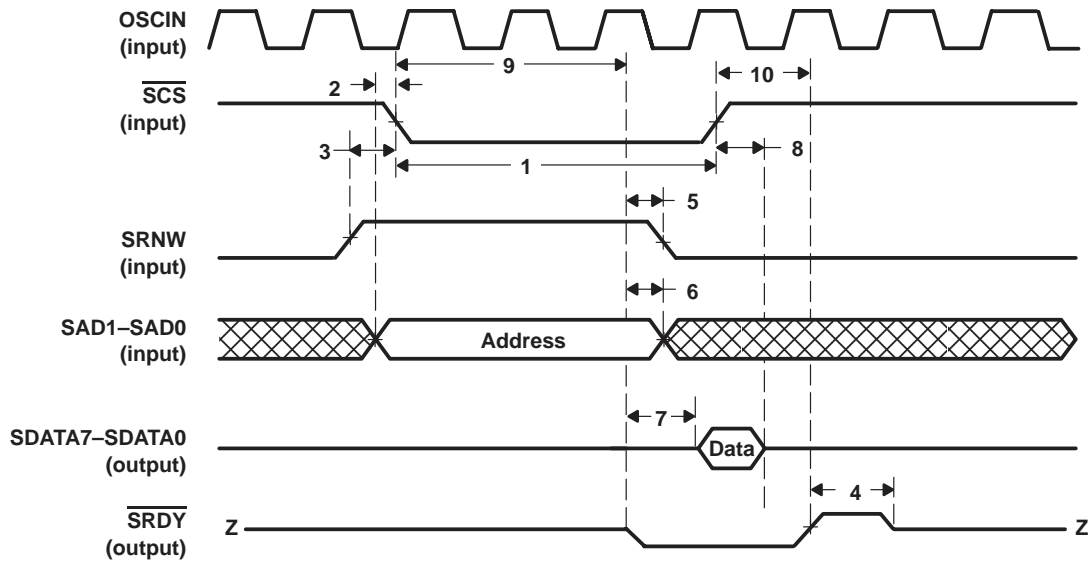 OSCIN
(input)
9
10
2
SCS
(input)
8
3
1
5
SRNW
(input)
6
SAD1–SAD0
(input)
Address
7
SDATA7–SDATA0
(output)
Data
4
SRDY
(output)
Z
Z